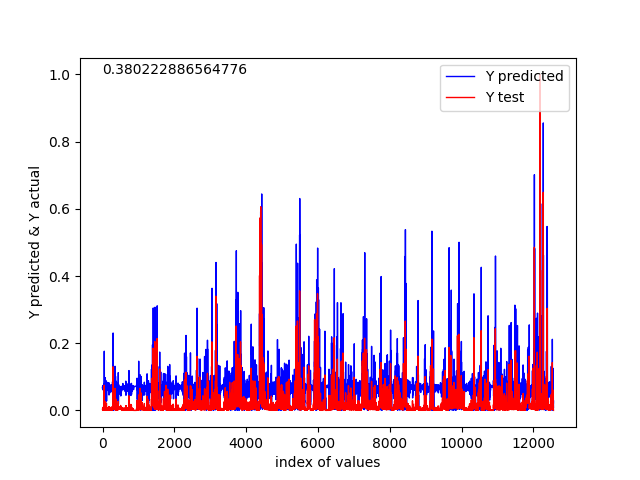 0.380222886564776
Y predicted
Y test
1.0
0.8
0.6
0.4
0.2
0.0
Y predicted & Y actual
0 2000 4000 6000 8000 10000 12000
index of values